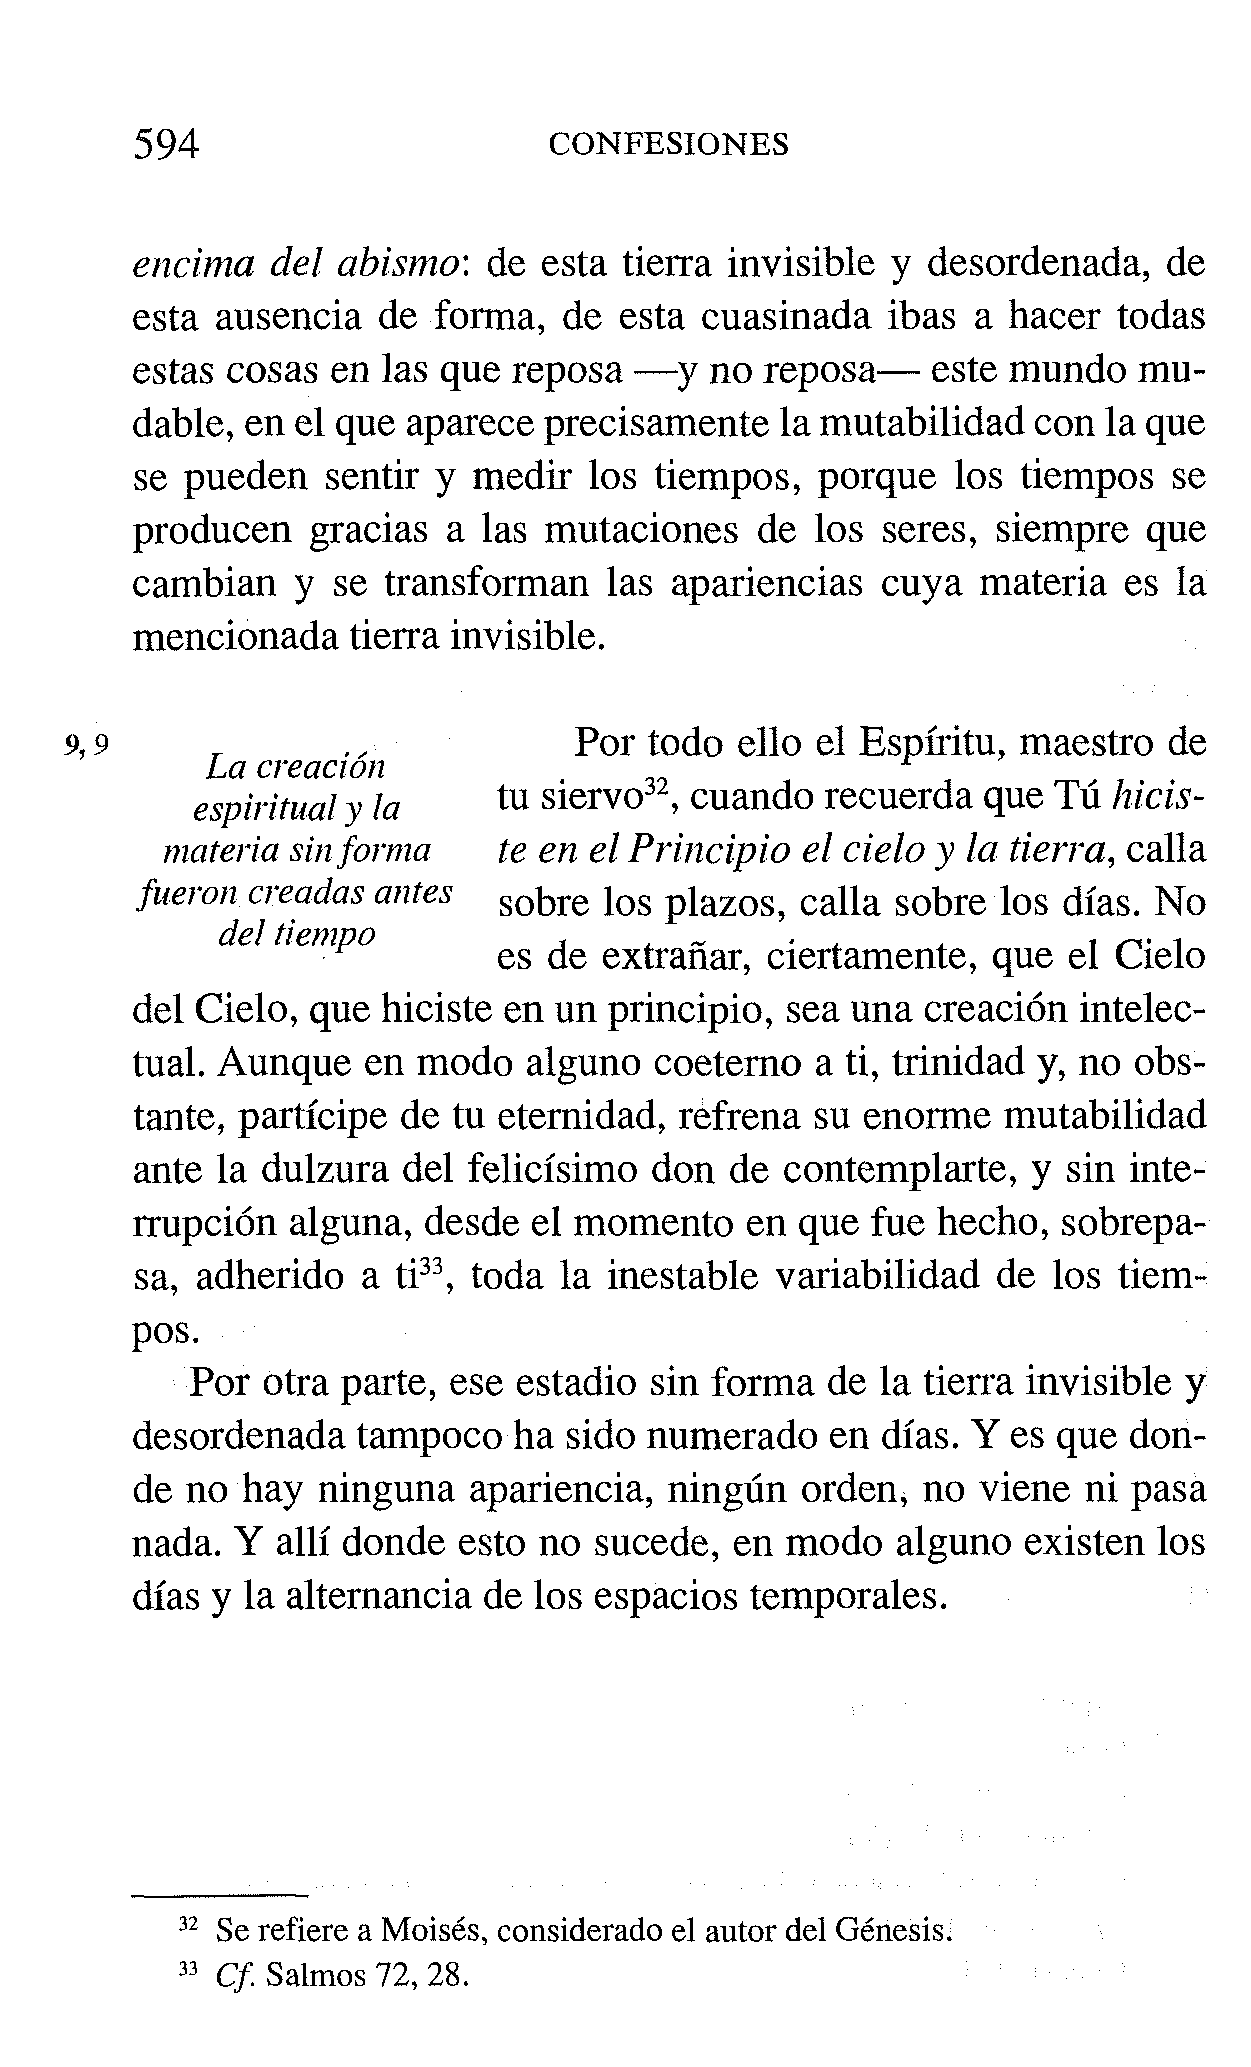 594 CONFESIONES
encima del abismo: de esta tierra invisible y desordenada, de
esta ausencia de forma, de esta cuasinada ibas a hacer todas
estas cosas en las que reposa —y no reposa— este mundo mu-
dable, en el que aparece precisamente la mutabilidad con la que
se pueden sentir y medir los tiempos, porque los tiempos se
producen gracias a las mutaciones de los seres, siempre que
cambian y se transforman las apariencias cuya materia es la
mencionada tierra invisible.
9, 9
La creación
espiritual y la
materia sin forma
fueron creadas antes
del tiempo
Por todo ello el Espíritu, maestro de
tu siervo³², cuando recuerda que Tú hicis-
te en el Principio el cielo y la tierra, calla
sobre los plazos, calla sobre los días. No
es de extrañar, ciertamente, que el Cielo
del Cielo, que hiciste en un principio, sea una creación intelec-
tual. Aunque en modo alguno coeterno a ti, trinidad y, no obs-
tante, partícipe de tu eternidad, refrena su enorme mutabilidad
ante la dulzura del felicísimo don de contemplarte, y sin inte-
rrupción alguna, desde el momento en que fue hecho, sobrepa-
sa, adherido a ti³³, toda la inestable variabilidad de los tiem-
pos.
Por otra parte, ese estadio sin forma de la tierra invisible y
desordenada tampoco ha sido numerado en días. Y es que don-
de no hay ninguna apariencia, ningún orden, no viene ni pasa
nada. Y allí donde esto no sucede, en modo alguno existen los
días y la alternancia de los espacios temporales.
³² Se refiere a Moisés, considerado el autor del Génesis.
³³ Cf. Salmos 72, 28.